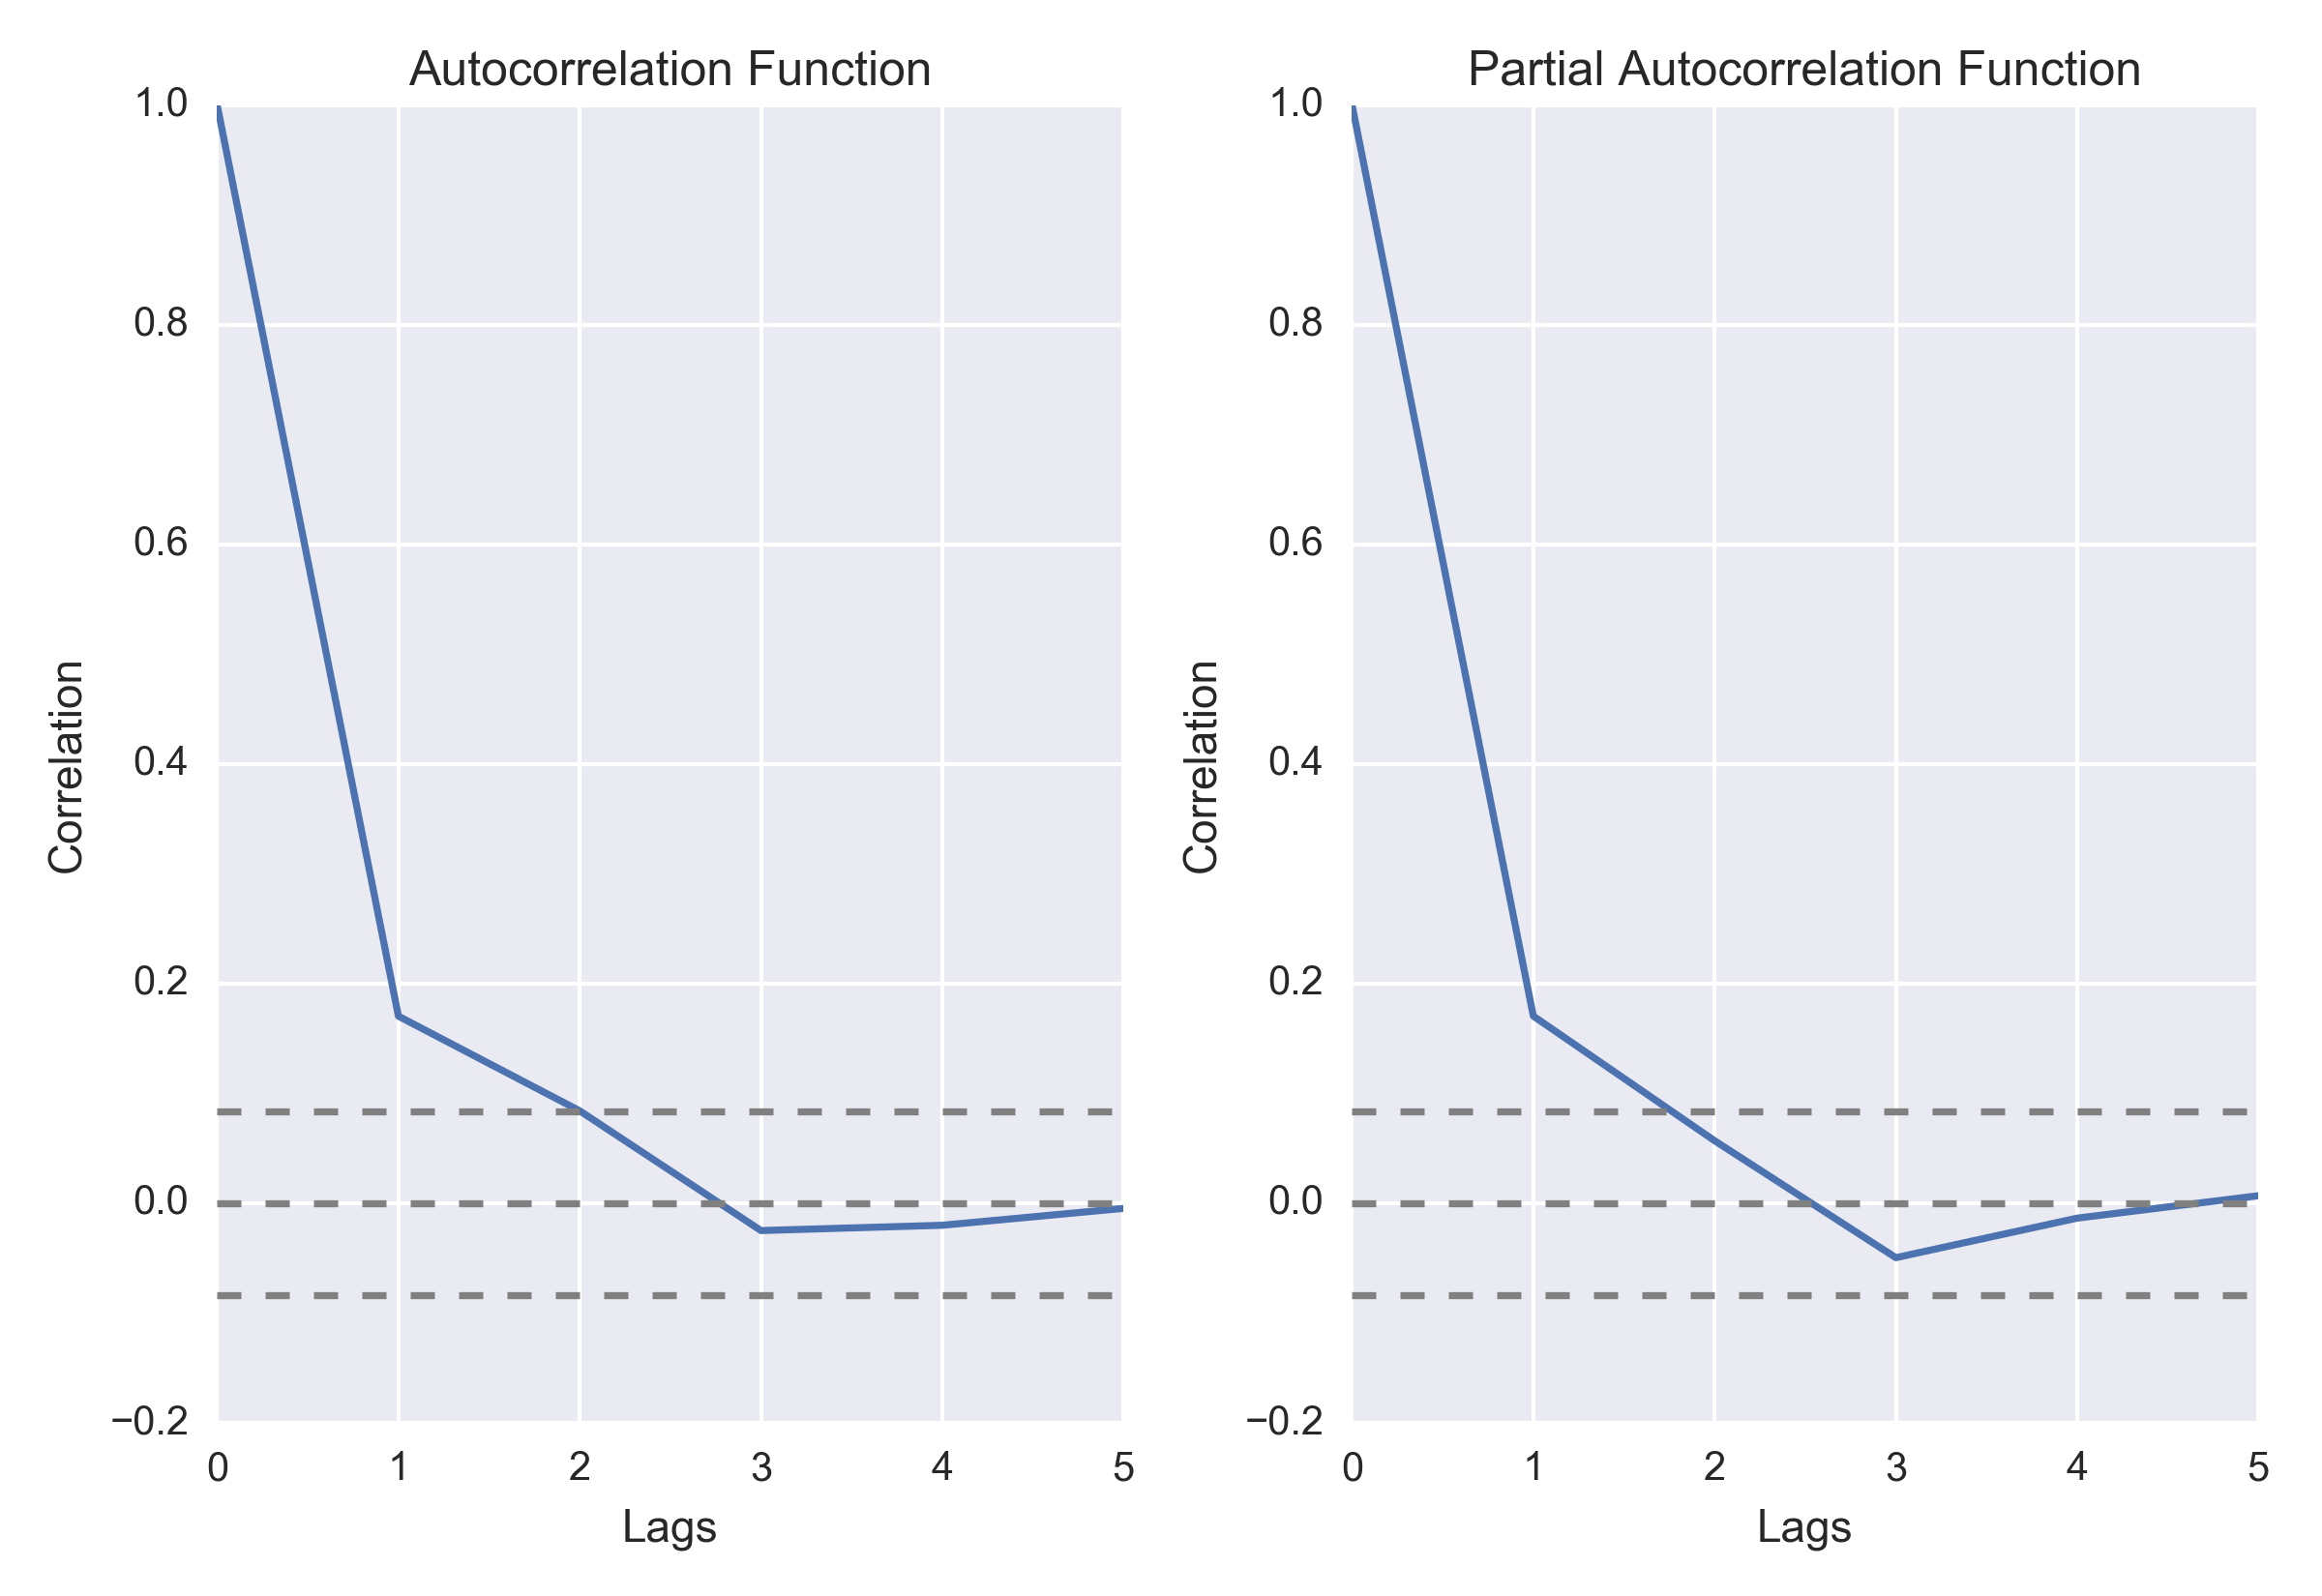 Autocorrelation Function
1.0
0.8
0.6
0.4
0.2
0.0
−0.2
Correlation
0 1 2 3 4 5
Lags
Partial Autocorrelation Function
1.0
0.8
0.6
0.4
0.2
0.0
−0.2
Correlation
0 1 2 3 4 5
Lags